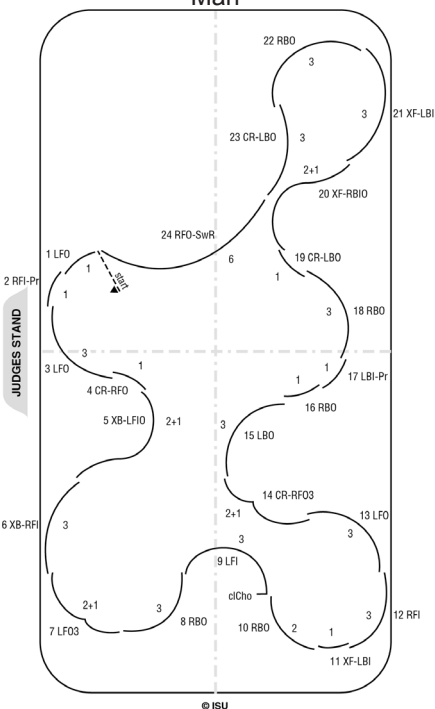 Man
22 RBO
3
3
21 XF-LBI
23 CR-LBO
3
2+1
20 XF-RBIO
24 RFO-SwR
6
1 LFO
1
start
19 CR-LBO
1
2 RFI-Pr
1
3
18 RBO
JUDGES STAND
3
3 LFO
1
1
17 LBI-Pr
4 CR-RFO
1
16 RBO
5 XB-LFIO
2+1
3
15 LBO
14 CR-RFO3
2+1
13 LFO
6 XB-RFI
3
3
3
9 LFI
clCho
2+1
3
8 RBO
7 LFO3
10 RBO
2
1
3
12 RFI
11 XF-LBI
© ISU